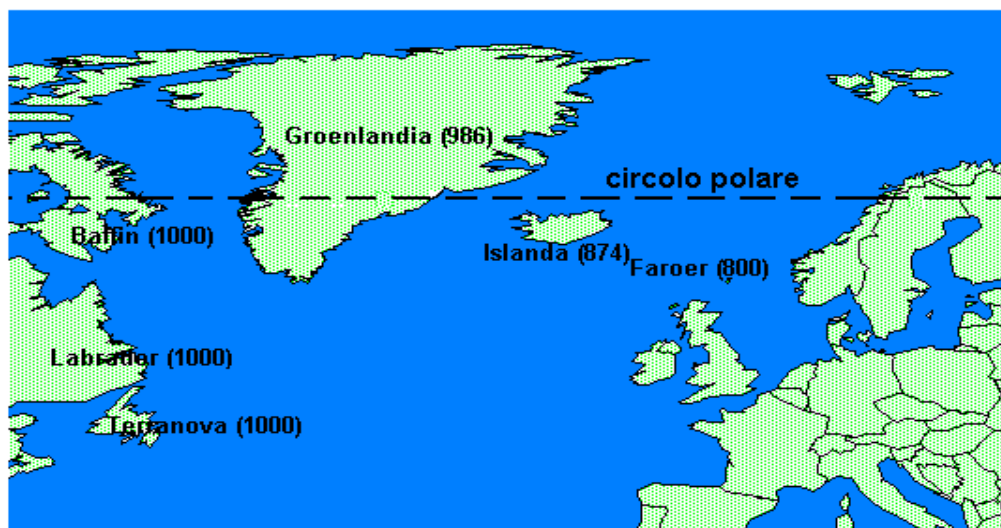 Groenlandia (986)
circolo polare
Baffin (1000)
Islanda (874)
Faroer (800)
Labrador (1000)
Terranova (1000)